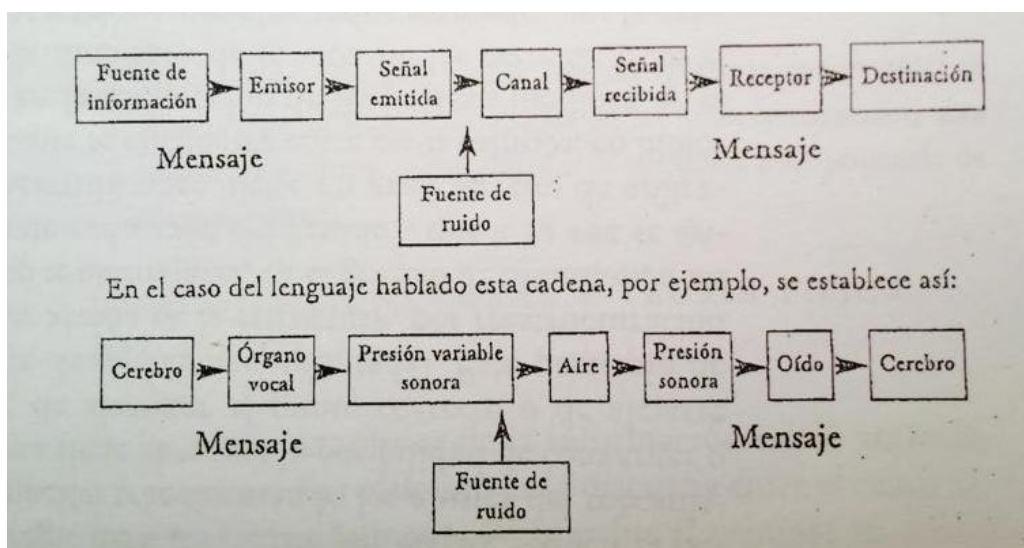 Fuente de información
Emisor
Señal emitida
Canal
Señal recibida
Receptor
Destinación
Mensaje
Mensaje
Fuente de ruido
En el caso del lenguaje hablado esta cadena, por ejemplo, se establece así:
Cerebro
Órgano vocal
Presión variable sonora
Aire
Presión sonora
Oído
Cerebro
Mensaje
Mensaje
Fuente de ruido